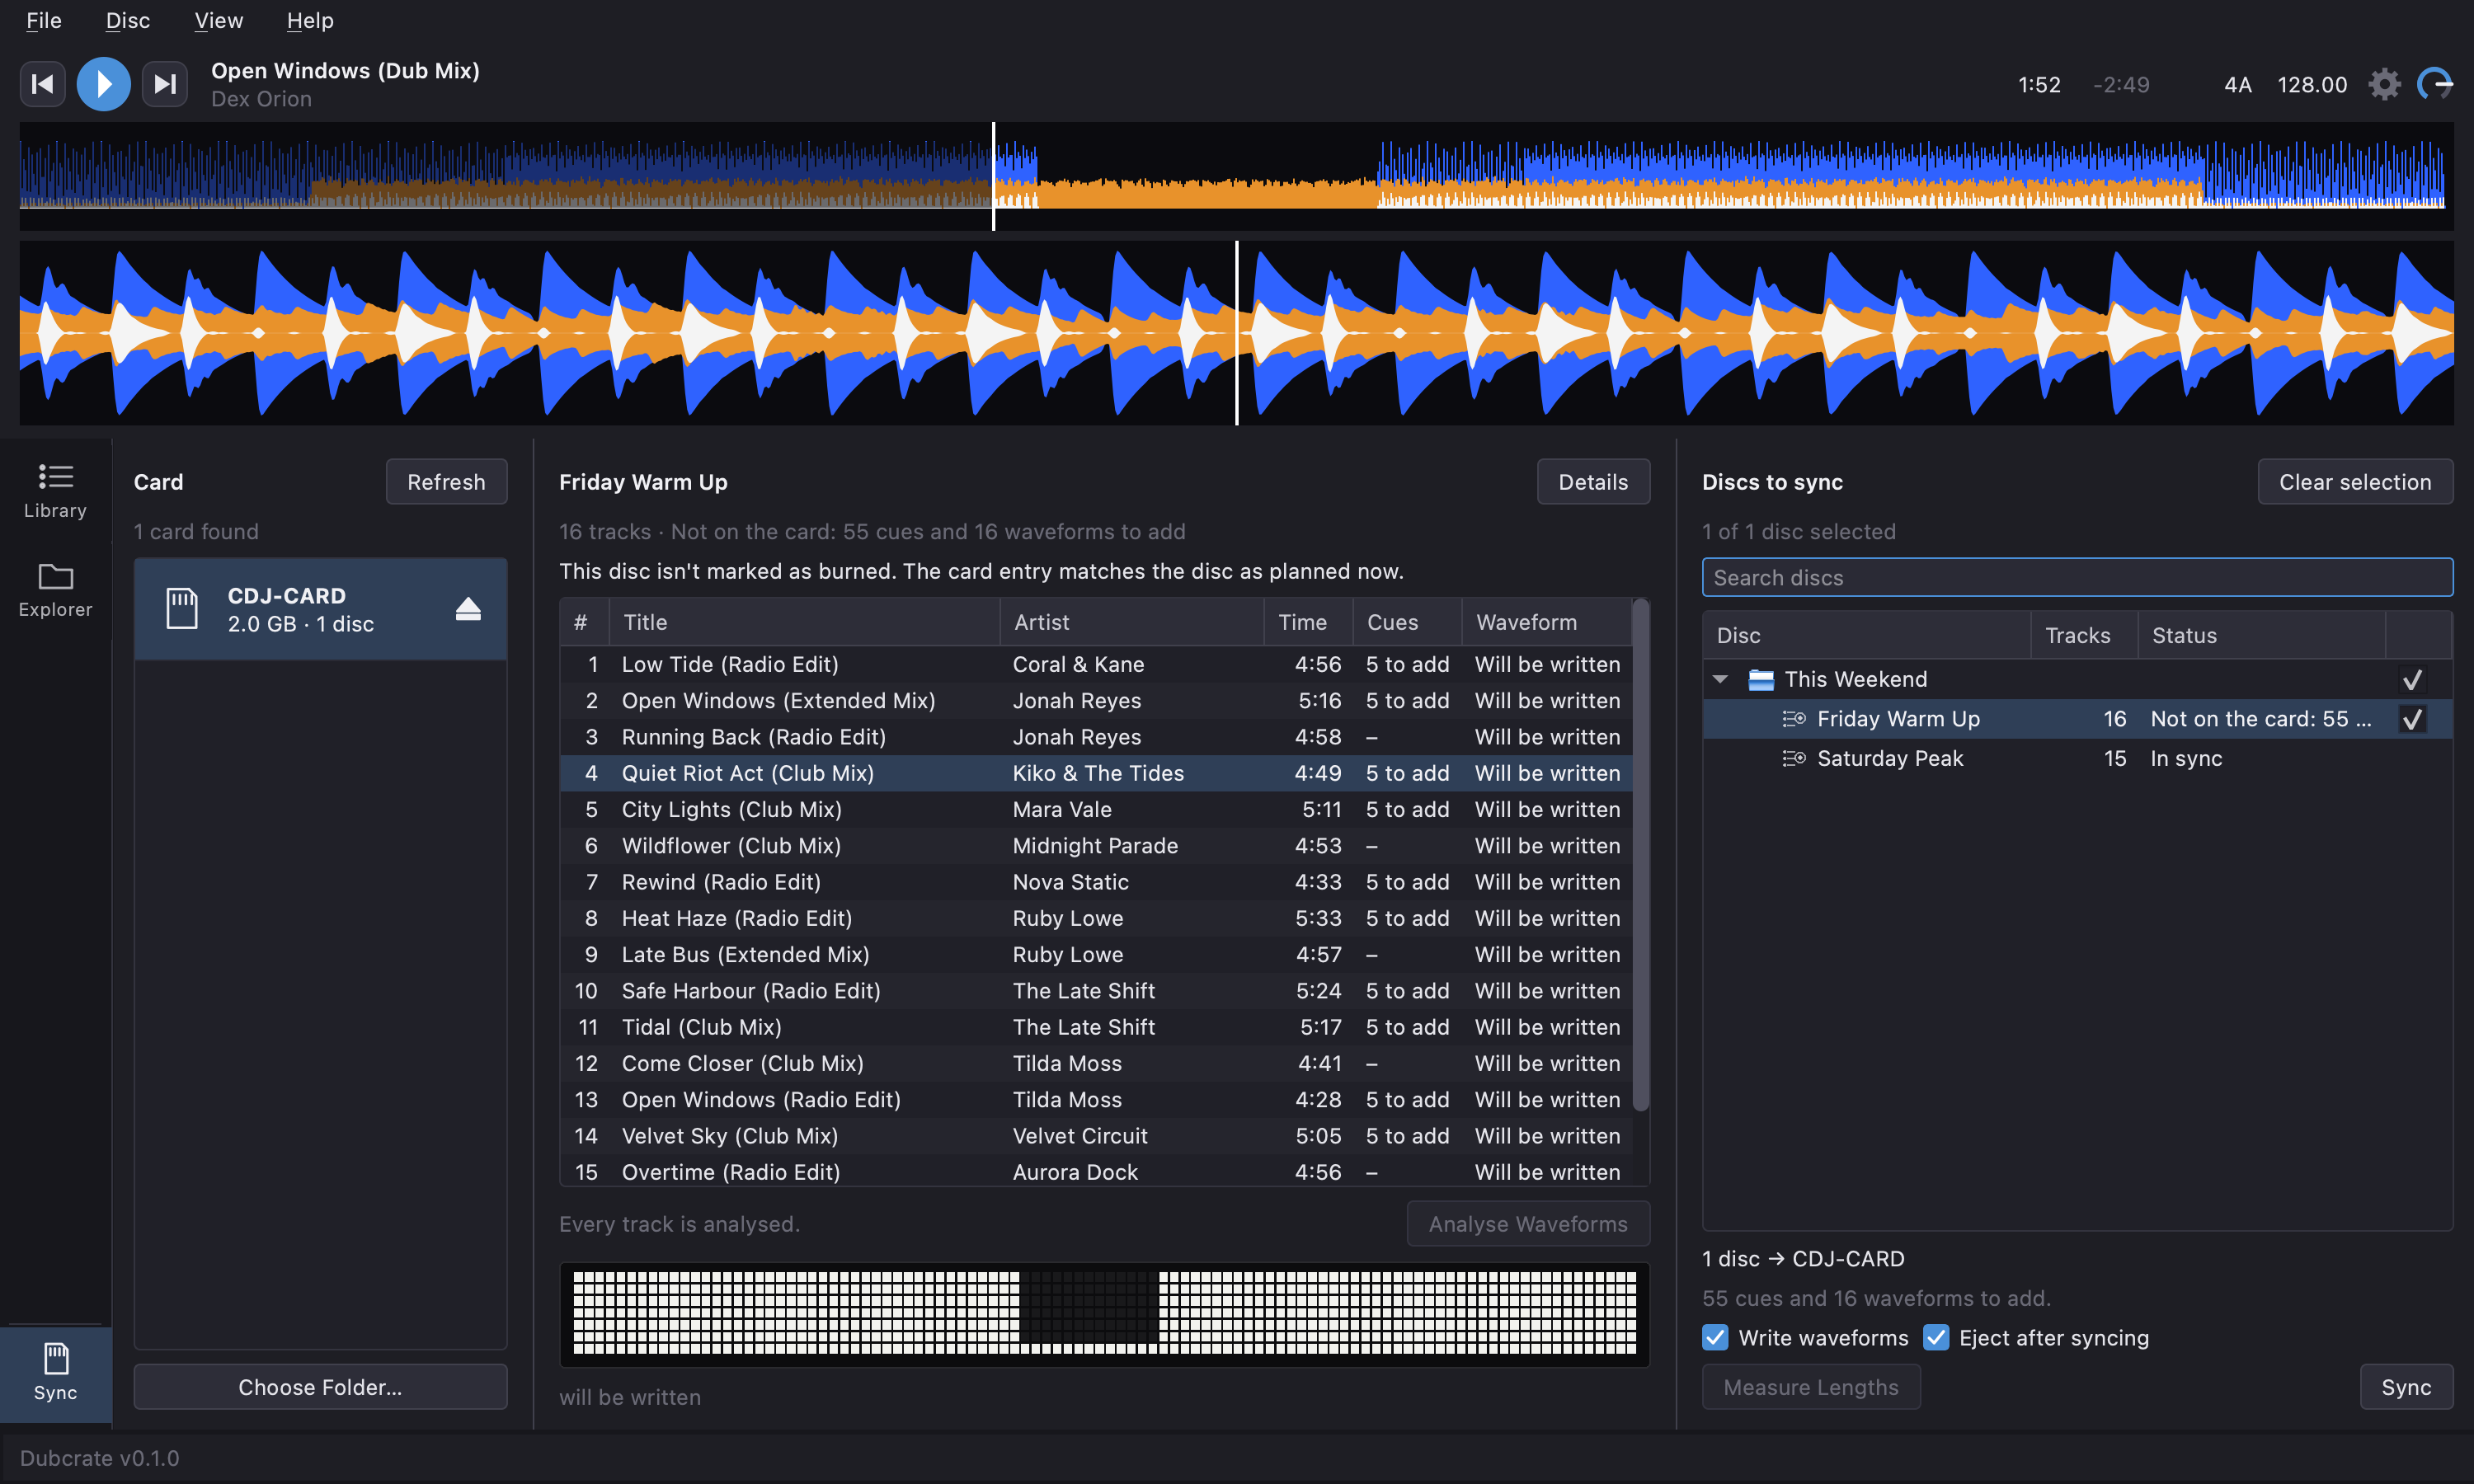 File Disc View Help
Open Windows (Dub Mix)
Dex Orion
1:52 -2:49 4A 128.00
Library
Explorer
Sync
Card Refresh
1 card found
CDJ-CARD
2.0 GB · 1 disc
Choose Folder...
Friday Warm Up Details
16 tracks · Not on the card: 55 cues and 16 waveforms to add
This disc isn't marked as burned. The card entry matches the disc as planned now.
# Title Artist Time Cues Waveform
1 Low Tide (Radio Edit) Coral & Kane 4:56 5 to add Will be written
2 Open Windows (Extended Mix) Jonah Reyes 5:16 5 to add Will be written
3 Running Back (Radio Edit) Jonah Reyes 4:58 – Will be written
4 Quiet Riot Act (Club Mix) Kiko & The Tides 4:49 5 to add Will be written
5 City Lights (Club Mix) Mara Vale 5:11 5 to add Will be written
6 Wildflower (Club Mix) Midnight Parade 4:53 – Will be written
7 Rewind (Radio Edit) Nova Static 4:33 5 to add Will be written
8 Heat Haze (Radio Edit) Ruby Lowe 5:33 5 to add Will be written
9 Late Bus (Extended Mix) Ruby Lowe 4:57 – Will be written
10 Safe Harbour (Radio Edit) The Late Shift 5:24 5 to add Will be written
11 Tidal (Club Mix) The Late Shift 5:17 5 to add Will be written
12 Come Closer (Club Mix) Tilda Moss 4:41 – Will be written
13 Open Windows (Radio Edit) Tilda Moss 4:28 5 to add Will be written
14 Velvet Sky (Club Mix) Velvet Circuit 5:05 5 to add Will be written
15 Overtime (Radio Edit) Aurora Dock 4:56 – Will be written
Every track is analysed. Analyse Waveforms
will be written
Discs to sync Clear selection
1 of 1 disc selected
Search discs
Disc Tracks Status
This Weekend
Friday Warm Up 16 Not on the card: 55 ...
Saturday Peak 15 In sync
1 disc → CDJ-CARD
55 cues and 16 waveforms to add.
Write waveforms Eject after syncing
Measure Lengths Sync
Dubcrate v0.1.0